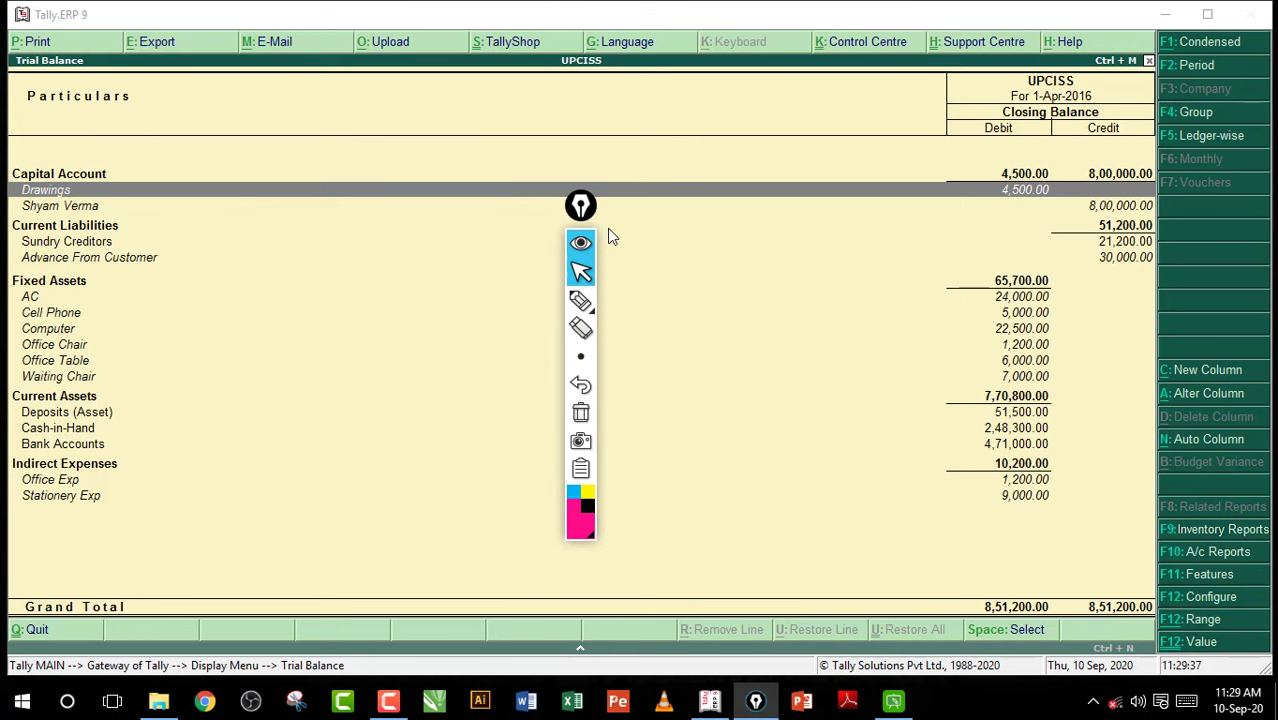 Tally.ERP 9
P: Print E: Export M: E-Mail O: Upload S: TallyShop G: Language K: Keyboard K: Control Centre H: Support Centre H: Help
Trial Balance UPCISS Ctrl + M
Particulars
UPCISS
For 1-Apr-2016
Closing Balance
Debit Credit
Capital Account 4,500.00 8,00,000.00
Drawings 4,500.00
Shyam Verma 8,00,000.00
Current Liabilities 51,200.00
Sundry Creditors 21,200.00
Advance From Customer 30,000.00
Fixed Assets 65,700.00
AC 24,000.00
Cell Phone 5,000.00
Computer 22,500.00
Office Chair 1,200.00
Office Table 6,000.00
Waiting Chair 7,000.00
Current Assets 7,70,800.00
Deposits (Asset) 51,500.00
Cash-in-Hand 2,48,300.00
Bank Accounts 4,71,000.00
Indirect Expenses 10,200.00
Office Exp 1,200.00
Stationery Exp 9,000.00
Grand Total 8,51,200.00 8,51,200.00
F1: Condensed
F2: Period
F3: Company
F4: Group
F5: Ledger-wise
F6: Monthly
F7: Vouchers
C: New Column
A: Alter Column
D: Delete Column
N: Auto Column
B: Budget Variance
F8: Related Reports
F9: Inventory Reports
F10: A/c Reports
F11: Features
F12: Configure
F12: Range
F12: Value
Q: Quit R: Remove Line U: Restore Line U: Restore All Space: Select
Ctrl + N
Tally MAIN --> Gateway of Tally --> Display Menu --> Trial Balance © Tally Solutions Pvt Ltd., 1988-2020 Thu, 10 Sep, 2020 11:29:37
11:29 AM
10-Sep-20